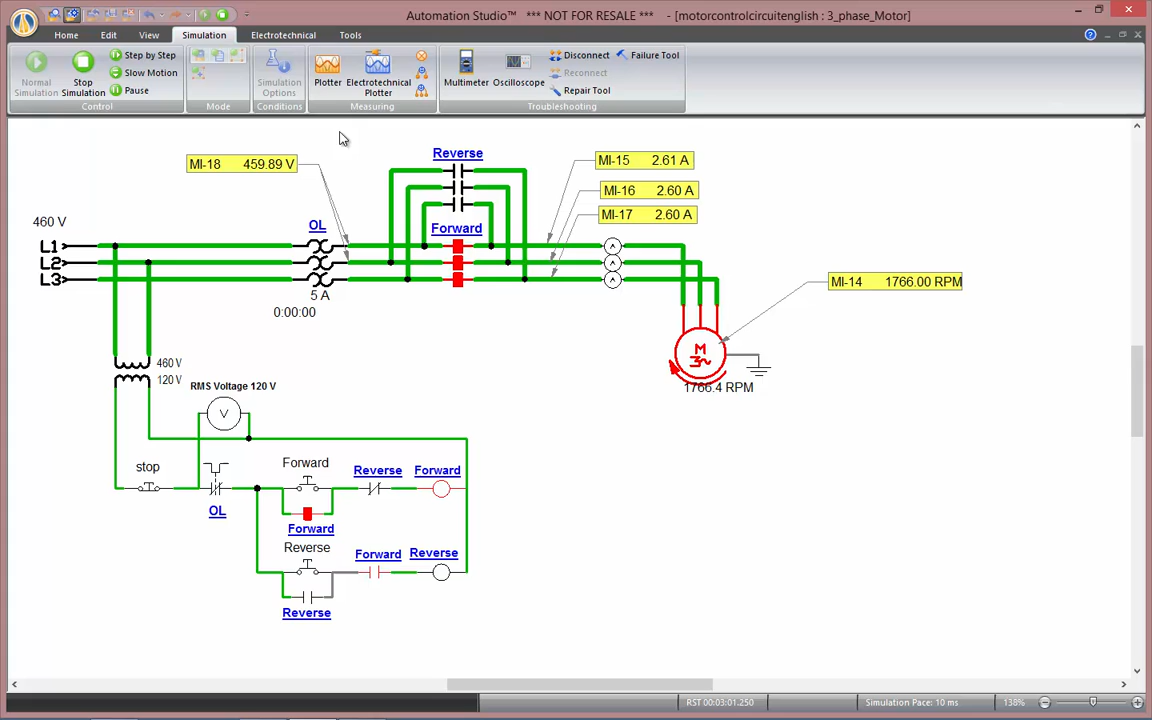 Automation Studio™ *** NOT FOR RESALE *** - [motorcontrolcircuitenglish : 3_phase_Motor]
Home Edit View Simulation Electrotechnical Tools
Normal Simulation
Stop Simulation
Step by Step
Slow Motion
Pause
Control
Mode
Simulation Options
Conditions
Plotter
Electrotechnical Plotter
Measuring
Multimeter
Oscilloscope
Disconnect
Reconnect
Failure Tool
Repair Tool
Troubleshooting
MI-18 459.89 V
Reverse
MI-15 2.61 A
MI-16 2.60 A
MI-17 2.60 A
460 V
OL
Forward
L1
L2
L3
5 A
0:00:00
MI-14 1766.00 RPM
M
3~
1766.4 RPM
460 V
120 V
RMS Voltage 120 V
V
A
A
A
stop
OL
Forward
Reverse
Forward
Forward
Reverse
Forward
Reverse
Reverse
RST 00:03:01.250
Simulation Pace: 10 ms
138%